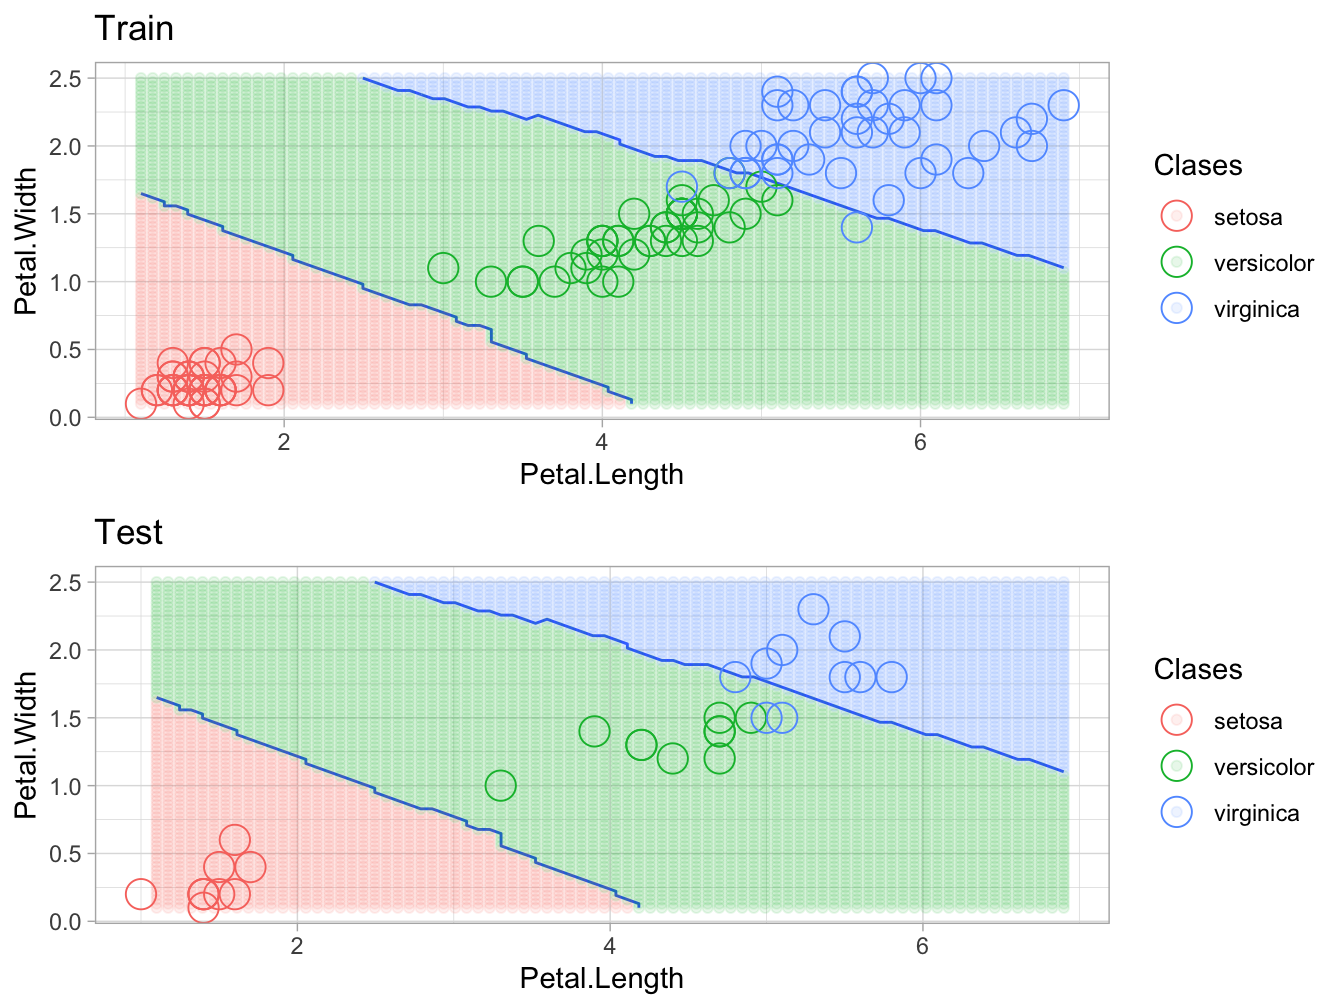 Train
Petal.Width
2.5
2.0
1.5
1.0
0.5
0.0
2 4 6
Petal.Length
Clases
setosa
versicolor
virginica
Test
Petal.Width
2.5
2.0
1.5
1.0
0.5
0.0
2 4 6
Petal.Length
Clases
setosa
versicolor
virginica